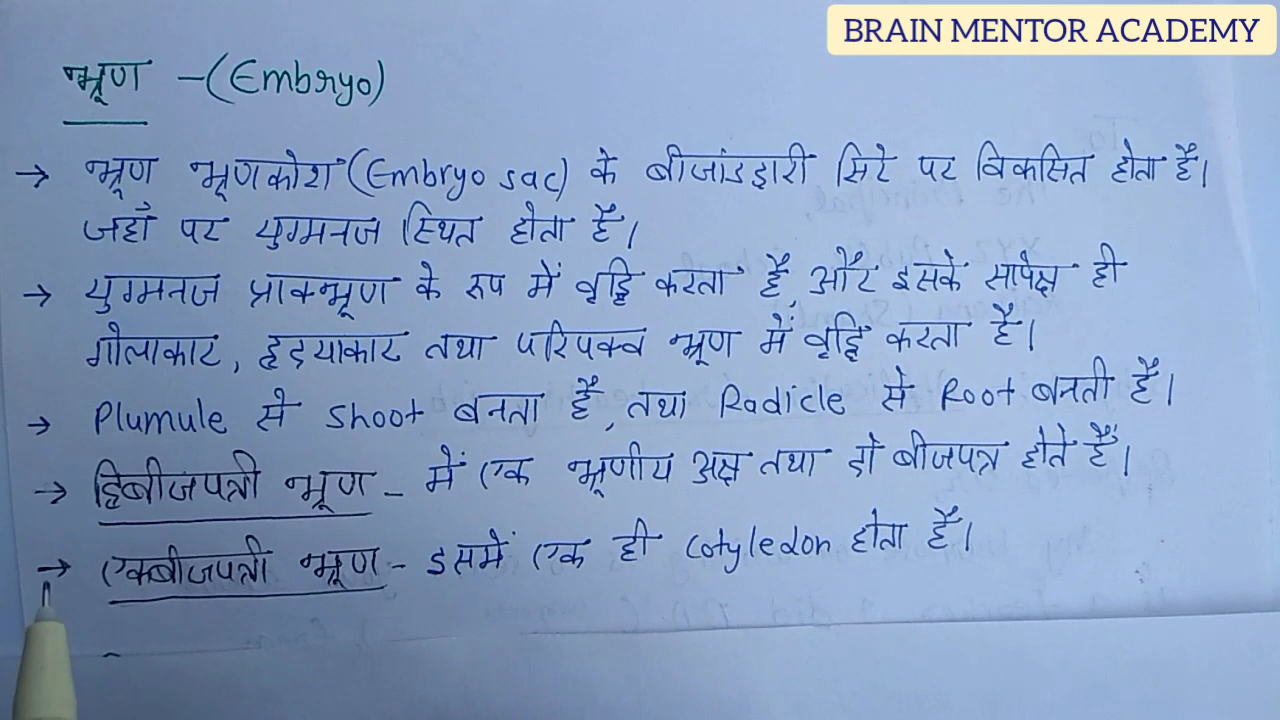 BRAIN MENTOR ACADEMY
भ्रूण -(Embryo)
→ भ्रूण भ्रूणकोश (Embryo sac) के बीजांडद्वारी सिरे पर विकसित होता है।
जहाँ पर युग्मनज स्थित होता है।
→ युग्मनज प्राक्भ्रूण के रूप में वृद्धि करता है, और इसके सापेक्ष ही
गोलाकार, हृदयाकार तथा परिपक्व भ्रूण में वृद्धि करता है।
→ Plumule से shoot बनता है, तथा Radicle से Root बनती है।
→ द्विबीजपत्री भ्रूण - में एक भ्रूणीय अक्ष तथा दो बीजपत्र होते हैं।
→ एकबीजपत्री भ्रूण - इसमें एक ही cotyledon होता है।